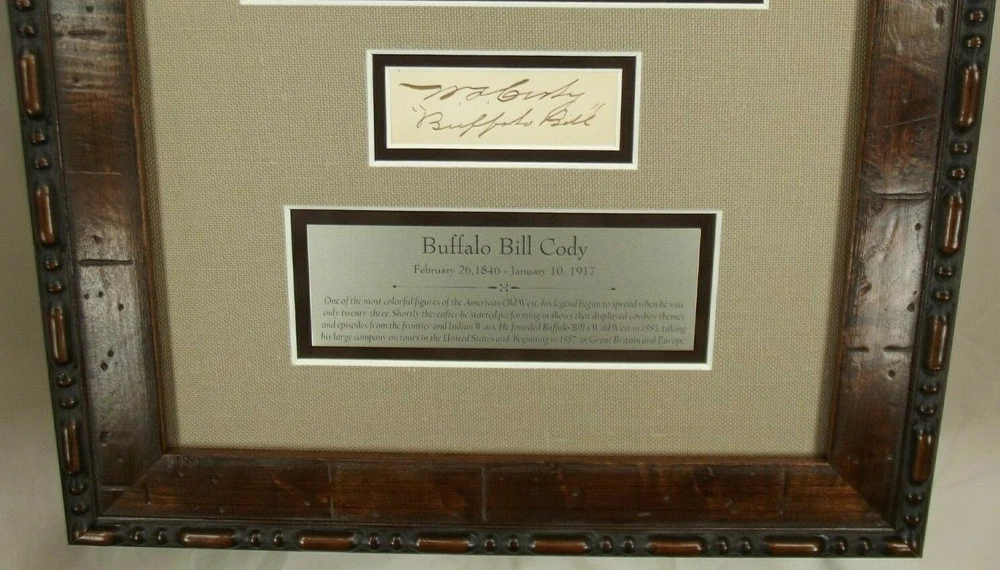 W.F. Cody
"Buffalo Bill"
Buffalo Bill Cody
February 26,1846 - January 10, 1917
One of the most colorful figures of the American Old West, his legend began to spread when he was
only twenty-three. Shortly thereafter he started performing in shows that displayed cowboy themes
and episodes from the frontier and Indian Wars. He founded Buffalo Bill's Wild West in 1883, taking
his large company on tours in the United States and, beginning in 1887, in Great Britain and Europe